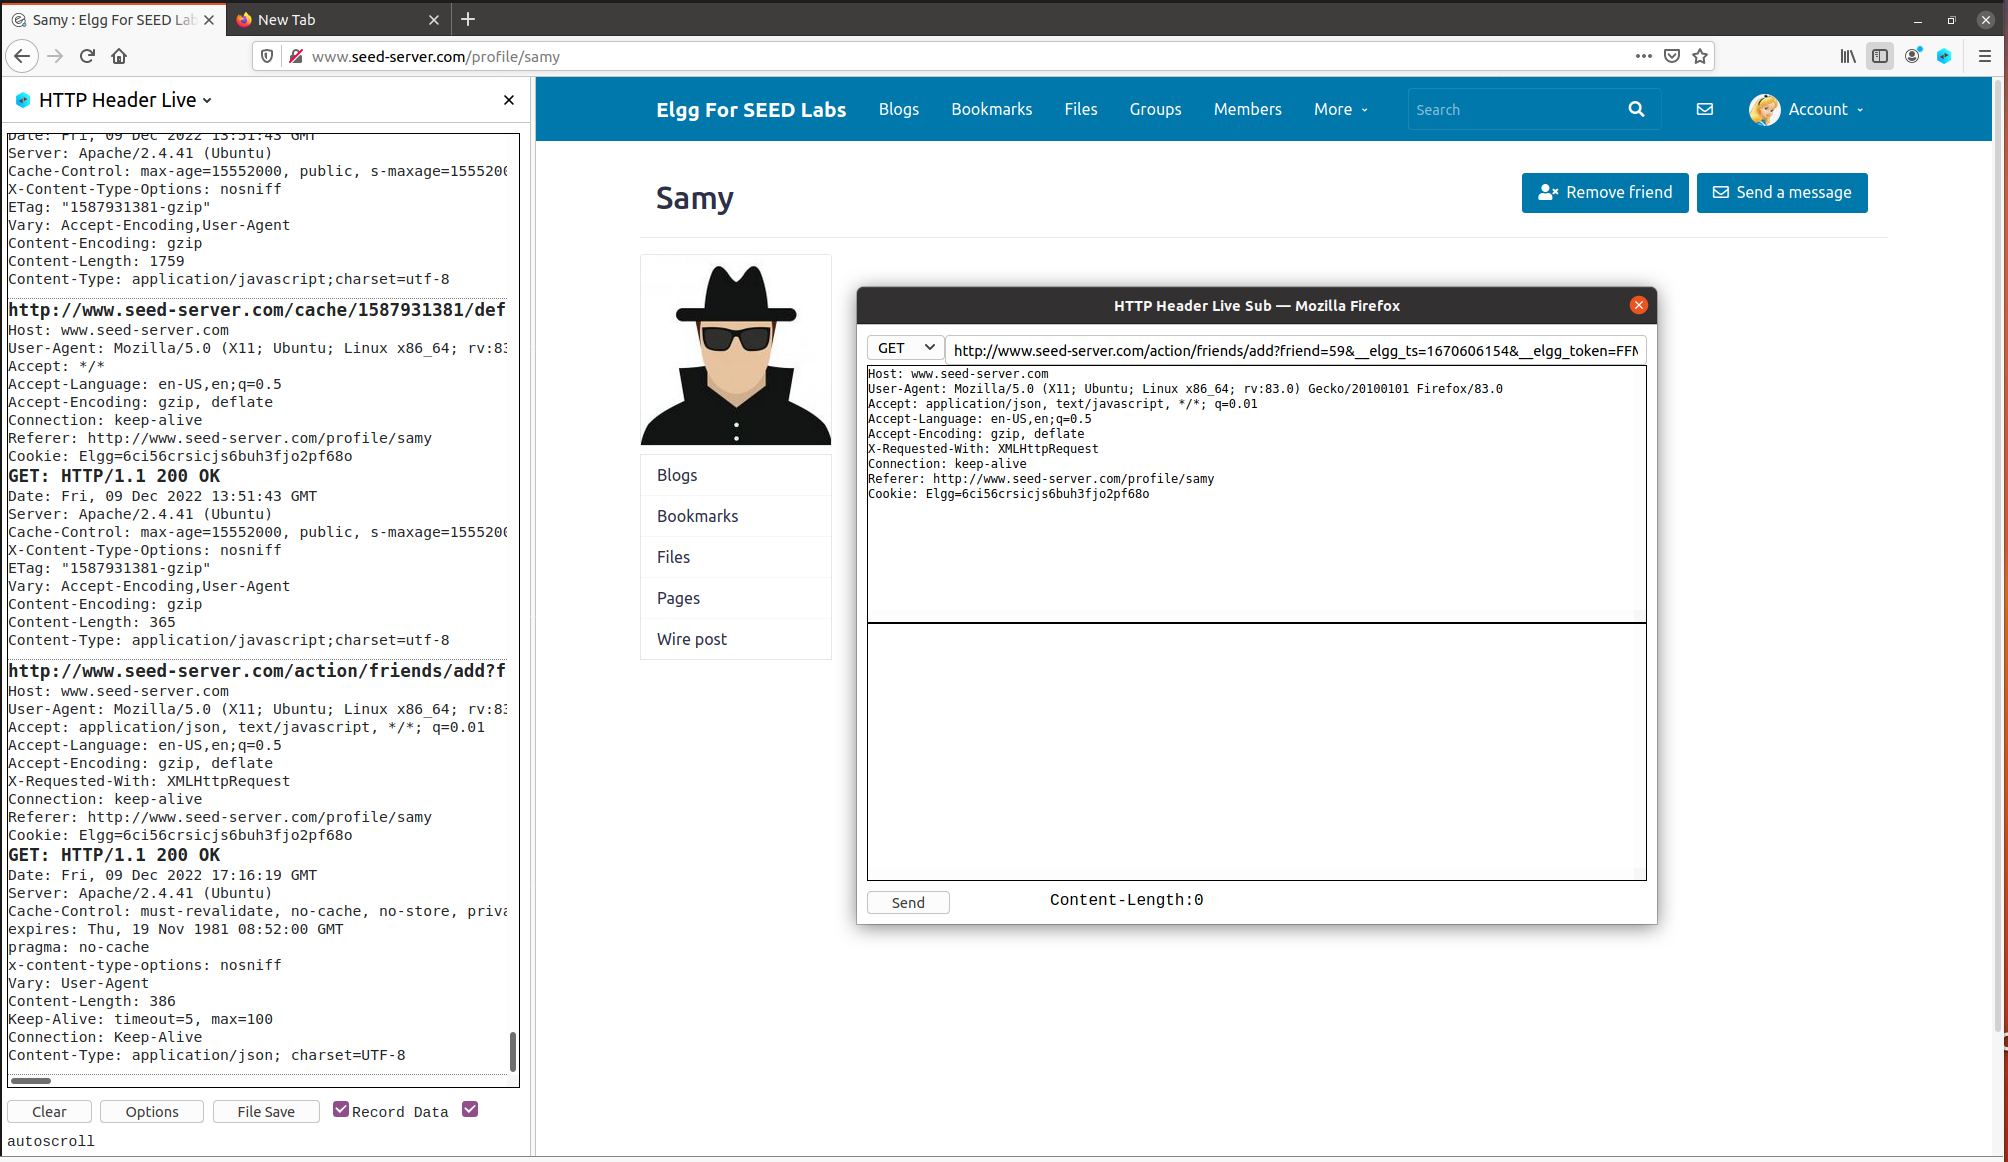 Samy : Elgg For SEED Lab
New Tab
www.seed-server.com/profile/samy
HTTP Header Live
Date: Fri, 09 Dec 2022 13:51:43 GMT
Server: Apache/2.4.41 (Ubuntu)
Cache-Control: max-age=15552000, public, s-maxage=1555200
X-Content-Type-Options: nosniff
ETag: "1587931381-gzip"
Vary: Accept-Encoding,User-Agent
Content-Encoding: gzip
Content-Length: 1759
Content-Type: application/javascript;charset=utf-8
http://www.seed-server.com/cache/1587931381/def
Host: www.seed-server.com
User-Agent: Mozilla/5.0 (X11; Ubuntu; Linux x86_64; rv:83
Accept: */*
Accept-Language: en-US,en;q=0.5
Accept-Encoding: gzip, deflate
Connection: keep-alive
Referer: http://www.seed-server.com/profile/samy
Cookie: Elgg=6ci56crsicjs6buh3fjo2pf68o
GET: HTTP/1.1 200 OK
Date: Fri, 09 Dec 2022 13:51:43 GMT
Server: Apache/2.4.41 (Ubuntu)
Cache-Control: max-age=15552000, public, s-maxage=1555200
X-Content-Type-Options: nosniff
ETag: "1587931381-gzip"
Vary: Accept-Encoding,User-Agent
Content-Encoding: gzip
Content-Length: 365
Content-Type: application/javascript;charset=utf-8
http://www.seed-server.com/action/friends/add?f
Host: www.seed-server.com
User-Agent: Mozilla/5.0 (X11; Ubuntu; Linux x86_64; rv:83
Accept: application/json, text/javascript, */*; q=0.01
Accept-Language: en-US,en;q=0.5
Accept-Encoding: gzip, deflate
X-Requested-With: XMLHttpRequest
Connection: keep-alive
Referer: http://www.seed-server.com/profile/samy
Cookie: Elgg=6ci56crsicjs6buh3fjo2pf68o
GET: HTTP/1.1 200 OK
Date: Fri, 09 Dec 2022 17:16:19 GMT
Server: Apache/2.4.41 (Ubuntu)
Cache-Control: must-revalidate, no-cache, no-store, priva
expires: Thu, 19 Nov 1981 08:52:00 GMT
pragma: no-cache
x-content-type-options: nosniff
Vary: User-Agent
Content-Length: 386
Keep-Alive: timeout=5, max=100
Connection: Keep-Alive
Content-Type: application/json; charset=UTF-8
Clear Options File Save Record Data
autoscroll
Elgg For SEED Labs Blogs Bookmarks Files Groups Members More Search Account
Samy
Remove friend Send a message
Blogs
Bookmarks
Files
Pages
Wire post
HTTP Header Live Sub — Mozilla Firefox
GET http://www.seed-server.com/action/friends/add?friend=59&__elgg_ts=1670606154&__elgg_token=FFM
Host: www.seed-server.com
User-Agent: Mozilla/5.0 (X11; Ubuntu; Linux x86_64; rv:83.0) Gecko/20100101 Firefox/83.0
Accept: application/json, text/javascript, */*; q=0.01
Accept-Language: en-US,en;q=0.5
Accept-Encoding: gzip, deflate
X-Requested-With: XMLHttpRequest
Connection: keep-alive
Referer: http://www.seed-server.com/profile/samy
Cookie: Elgg=6ci56crsicjs6buh3fjo2pf68o
Send Content-Length:0